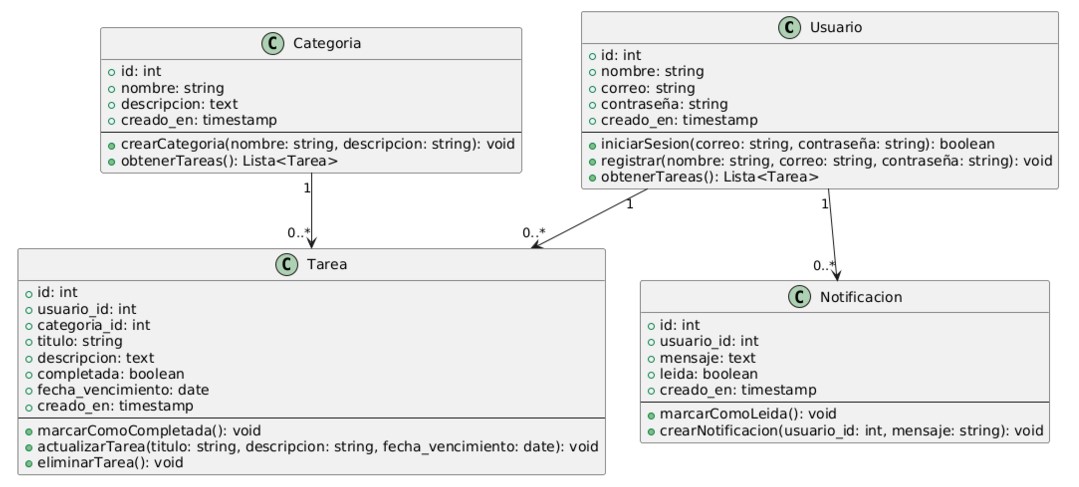 C Categoria
id: int
nombre: string
descripcion: text
creado_en: timestamp
crearCategoria(nombre: string, descripcion: string): void
obtenerTareas(): Lista<Tarea>
C Usuario
id: int
nombre: string
correo: string
contraseña: string
creado_en: timestamp
iniciarSesion(correo: string, contraseña: string): boolean
registrar(nombre: string, correo: string, contraseña: string): void
obtenerTareas(): Lista<Tarea>
1
0..*
1
0..*
1
0..*
C Tarea
id: int
usuario_id: int
categoria_id: int
titulo: string
descripcion: text
completada: boolean
fecha_vencimiento: date
creado_en: timestamp
marcarComoCompletada(): void
actualizarTarea(titulo: string, descripcion: string, fecha_vencimiento: date): void
eliminarTarea(): void
C Notificacion
id: int
usuario_id: int
mensaje: text
leida: boolean
creado_en: timestamp
marcarComoLeida(): void
crearNotificacion(usuario_id: int, mensaje: string): void